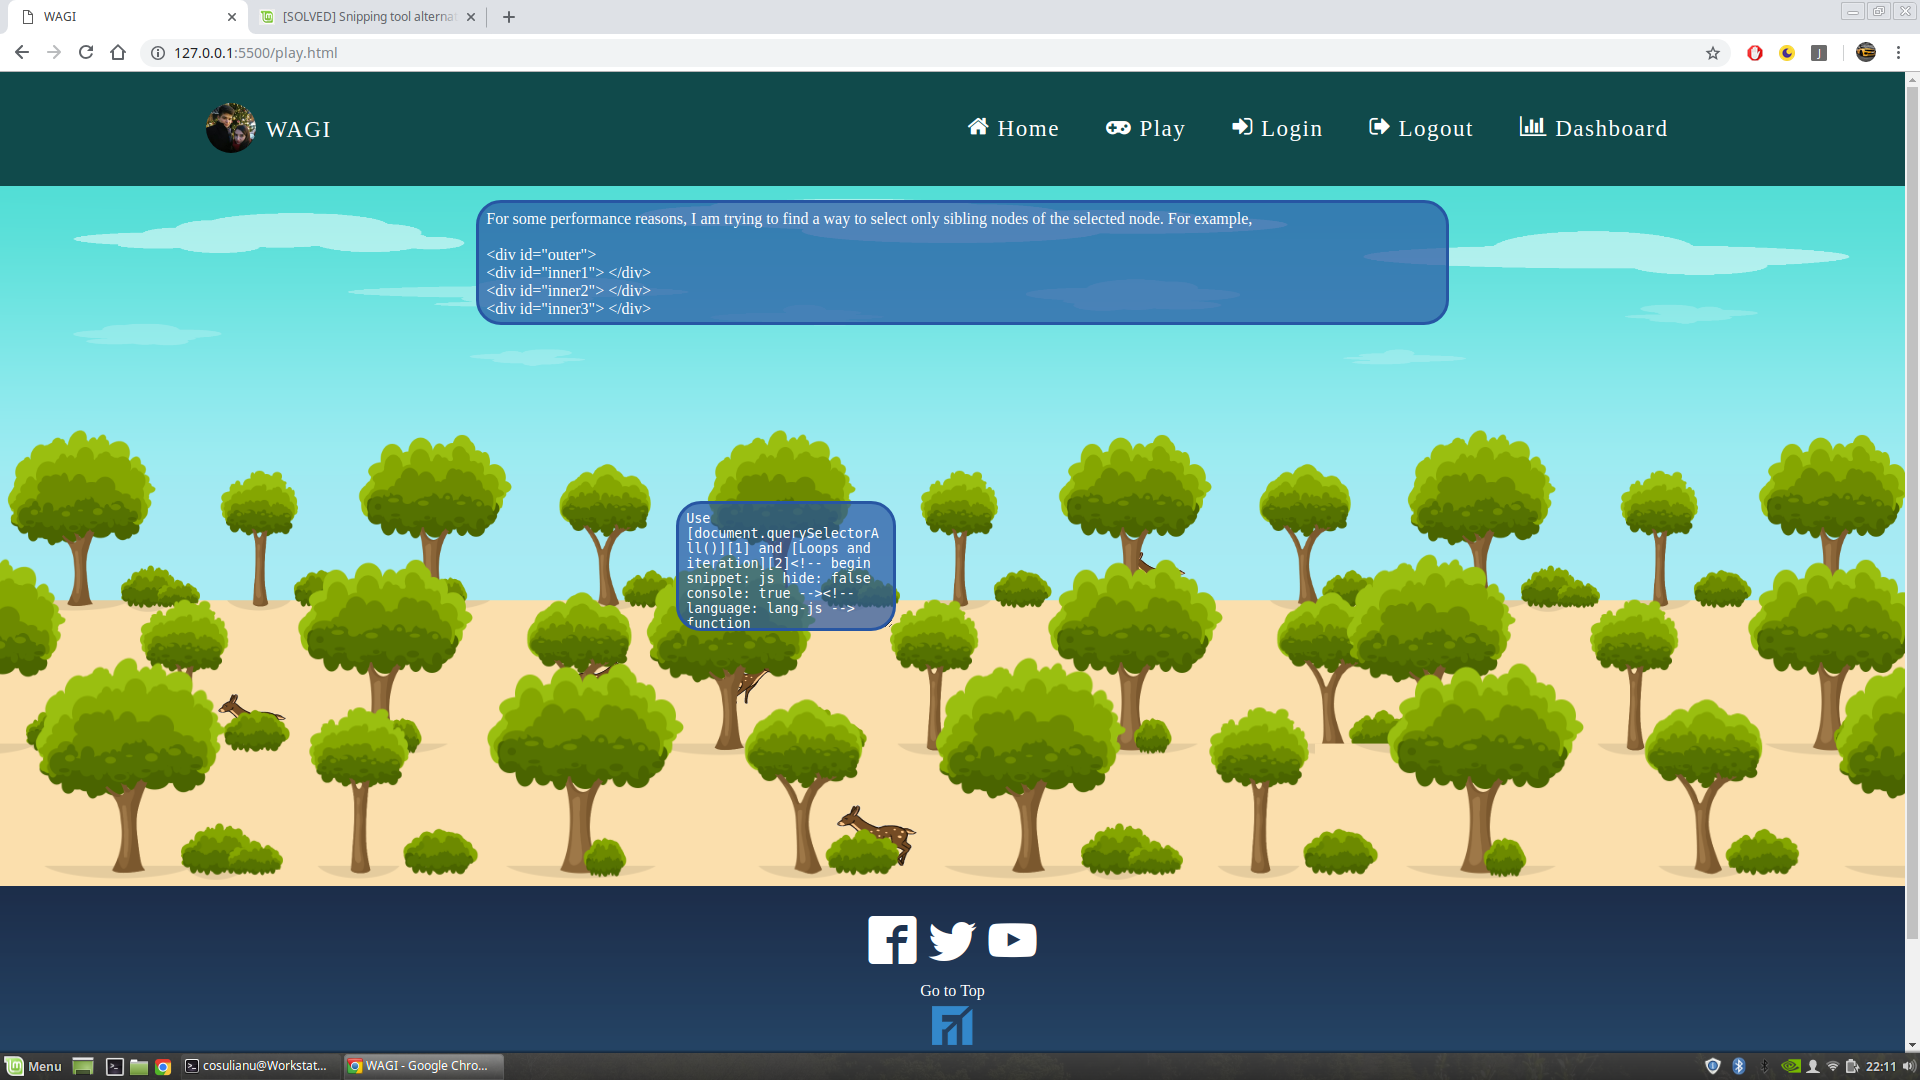 WAGI
[SOLVED] Snipping tool alternat
127.0.0.1:5500/play.html
WAGI
Home
Play
Login
Logout
Dashboard
For some performance reasons, I am trying to find a way to select only sibling nodes of the selected node. For example,
<div id="outer">
<div id="inner1"> </div>
<div id="inner2"> </div>
<div id="inner3"> </div>
Use
[document.querySelectorA
ll()][1] and [Loops and
iteration][2]<!-- begin
snippet: js hide: false
console: true --><!--
language: lang-js -->
function
Go to Top
Menu
cosulianu@Workstat...
WAGI - Google Chro...
22:11